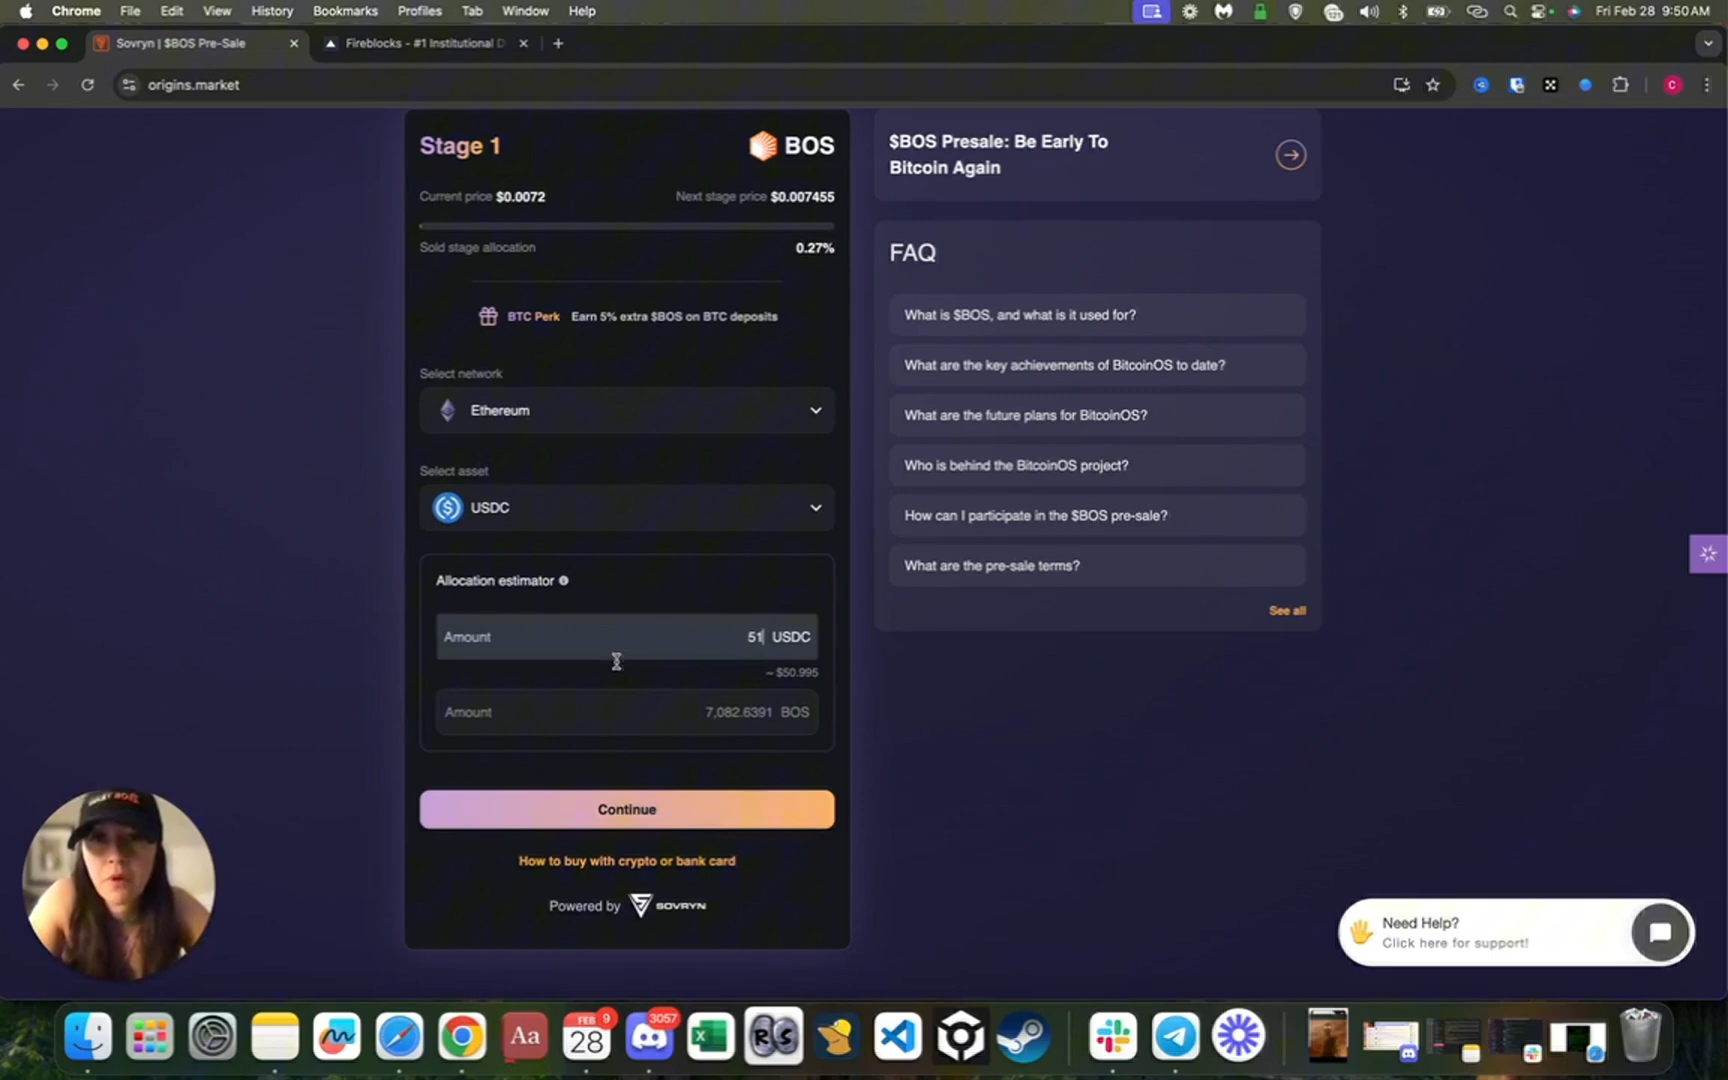 Chrome File Edit View History Bookmarks Profiles Tab Window Help
121
Fri Feb 28 9:50 AM
Sovryn | $BOS Pre-Sale
Fireblocks - #1 Institutional D
origins.market
C
Stage 1
BOS
Current price $0.0072
Next stage price $0.007455
Sold stage allocation
0.27%
BTC Perk Earn 5% extra $BOS on BTC deposits
Select network
Ethereum
Select asset
USDC
Allocation estimator
Amount 51 USDC
~ $50.995
Amount 7,082.6391 BOS
Continue
How to buy with crypto or bank card
Powered by SOVRYN
$BOS Presale: Be Early To
Bitcoin Again
FAQ
What is $BOS, and what is it used for?
What are the key achievements of BitcoinOS to date?
What are the future plans for BitcoinOS?
Who is behind the BitcoinOS project?
How can I participate in the $BOS pre-sale?
What are the pre-sale terms?
See all
Need Help?
Click here for support!
Aa
FEB
28
9
3057
RS